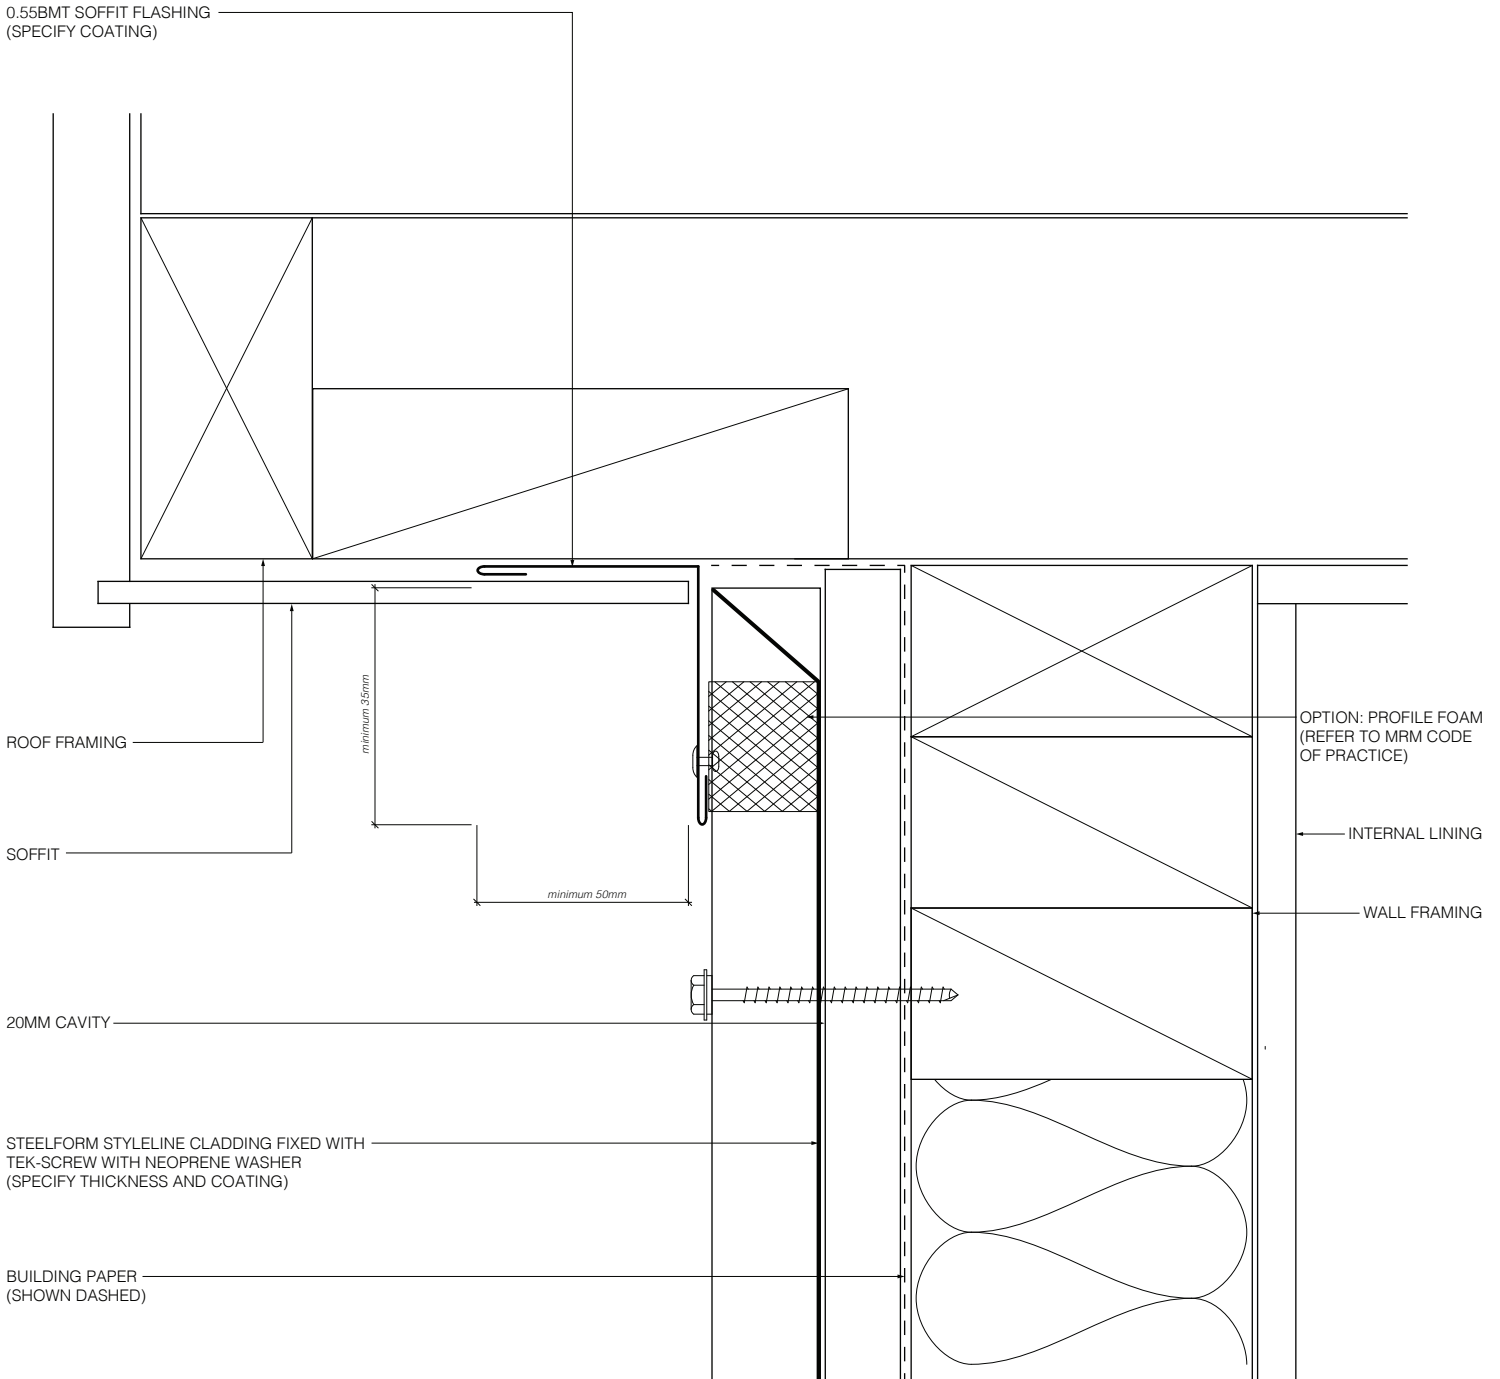 0.55BMT SOFFIT FLASHING
(SPECIFY COATING)
minimum 35mm
ROOF FRAMING
OPTION: PROFILE FOAM
(REFER TO MRM CODE
OF PRACTICE)
SOFFIT
INTERNAL LINING
minimum 50mm
WALL FRAMING
20MM CAVITY
STEELFORM STYLELINE CLADDING FIXED WITH
TEK-SCREW WITH NEOPRENE WASHER
(SPECIFY THICKNESS AND COATING)
BUILDING PAPER
(SHOWN DASHED)